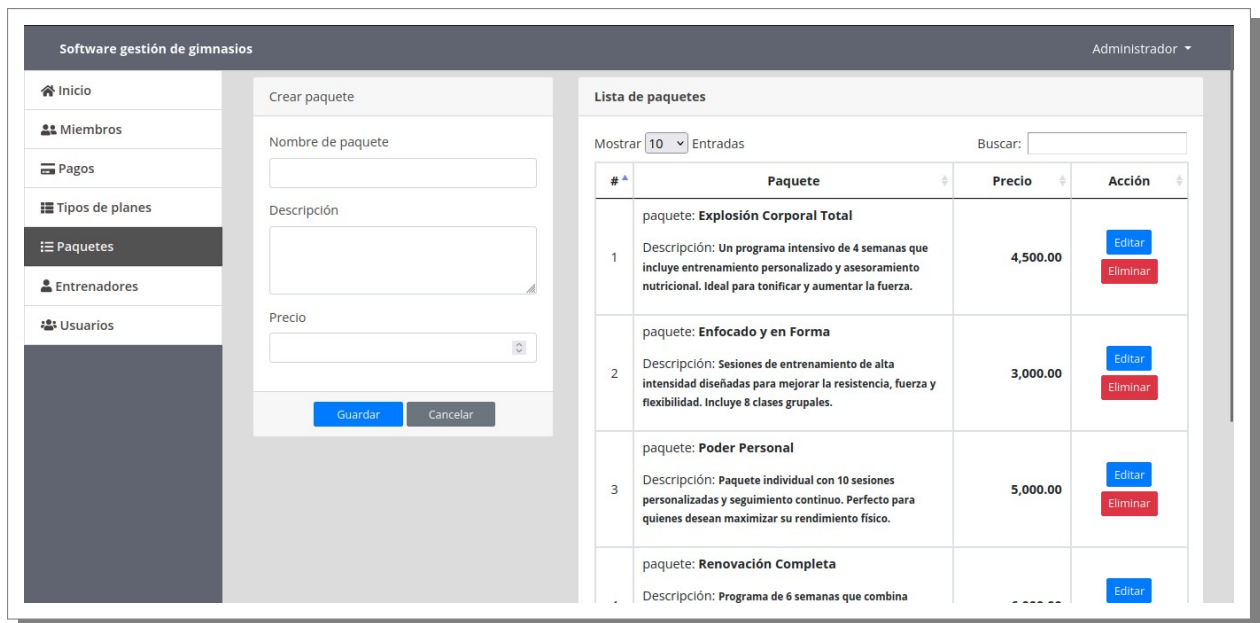 Software gestión de gimnasios
Administrador
Inicio
Miembros
Pagos
Tipos de planes
Paquetes
Entrenadores
Usuarios
Crear paquete
Nombre de paquete
Descripción
Precio
Guardar
Cancelar
Lista de paquetes
Mostrar 10 Entradas
Buscar:
# Paquete Precio Acción
paquete: Explosión Corporal Total
Descripción: Un programa intensivo de 4 semanas que
incluye entrenamiento personalizado y asesoramiento
nutricional. Ideal para tonificar y aumentar la fuerza.
1
4,500.00
Editar
Eliminar
paquete: Enfocado y en Forma
Descripción: Sesiones de entrenamiento de alta
intensidad diseñadas para mejorar la resistencia, fuerza y
flexibilidad. Incluye 8 clases grupales.
2
3,000.00
Editar
Eliminar
paquete: Poder Personal
Descripción: Paquete individual con 10 sesiones
personalizadas y seguimiento continuo. Perfecto para
quienes desean maximizar su rendimiento físico.
3
5,000.00
Editar
Eliminar
paquete: Renovación Completa
Descripción: Programa de 6 semanas que combina
Editar